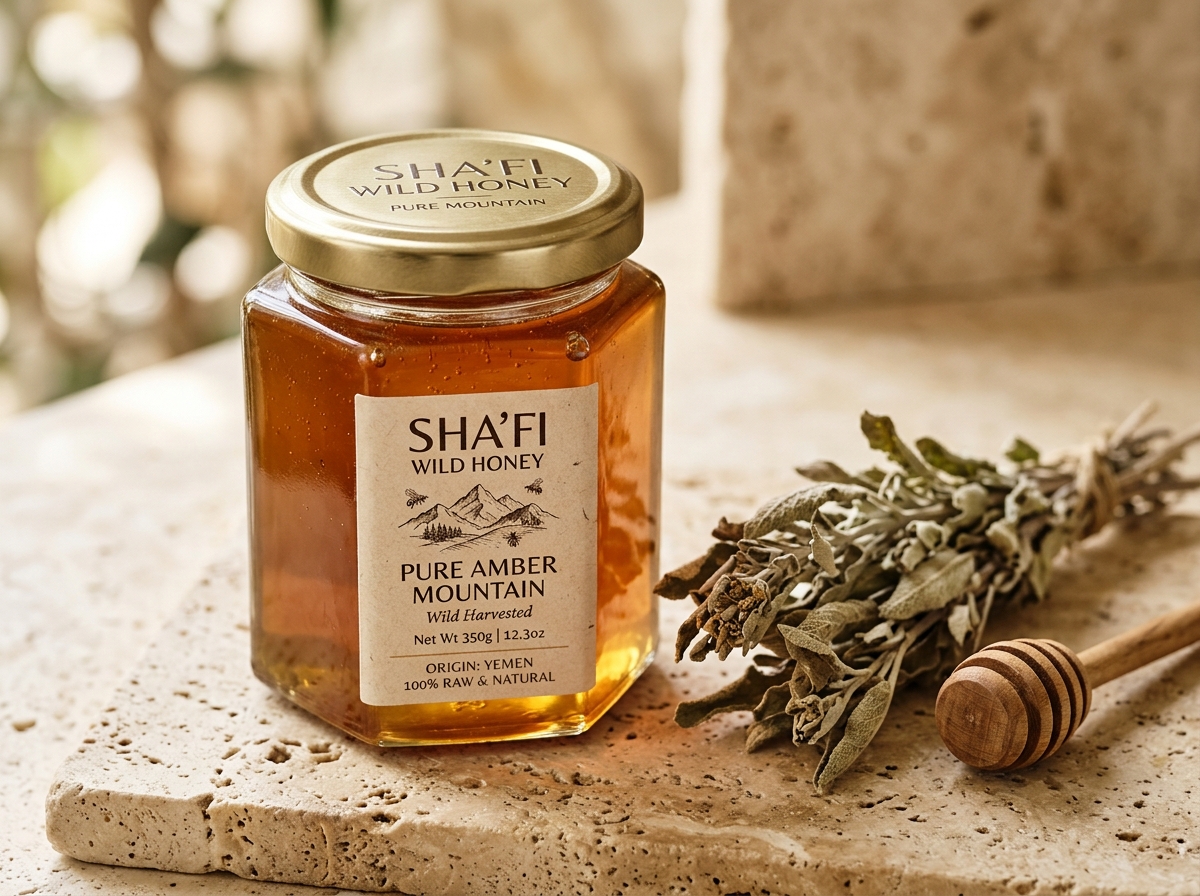 SHA’FI
WILD HONEY
PURE MOUNTAIN
SHA’FI
WILD HONEY
PURE AMBER
MOUNTAIN
Wild Harvested
Net Wt 350g | 12.3oz
ORIGIN: YEMEN
100% RAW & NATURAL